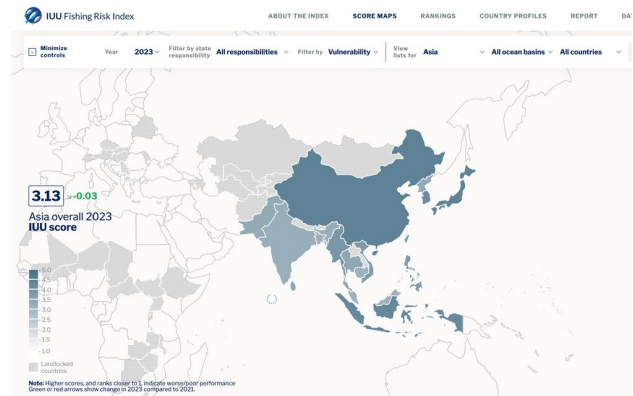 IUU Fishing Risk Index
ABOUT THE INDEX SCORE MAPS RANKINGS COUNTRY PROFILES REPORT DA
Minimize controls
Year 2023
Filter by state responsibility All responsibilities
Filter by Vulnerability
View lists for Asia
All ocean basins
All countries
3.13 -0.03
Asia overall 2023
IUU score
5.0
4.5
4.0
3.5
3.0
2.5
2.0
1.5
1.0
Landlocked
countries
Note: Higher scores, and ranks closer to 1, indicate worse/poor performance
Green or red arrows show change in 2023 compared to 2021.